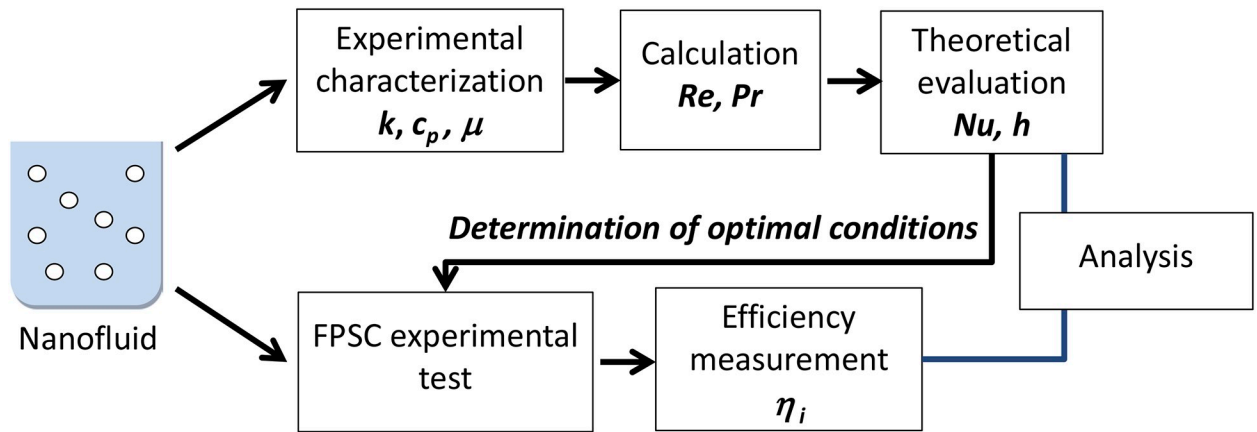 Experimental
characterization
k, cp, μ
Calculation
Re, Pr
Theoretical
evaluation
Nu, h
Determination of optimal conditions
Analysis
Nanofluid
FPSC experimental
test
Efficiency
measurement
ηi